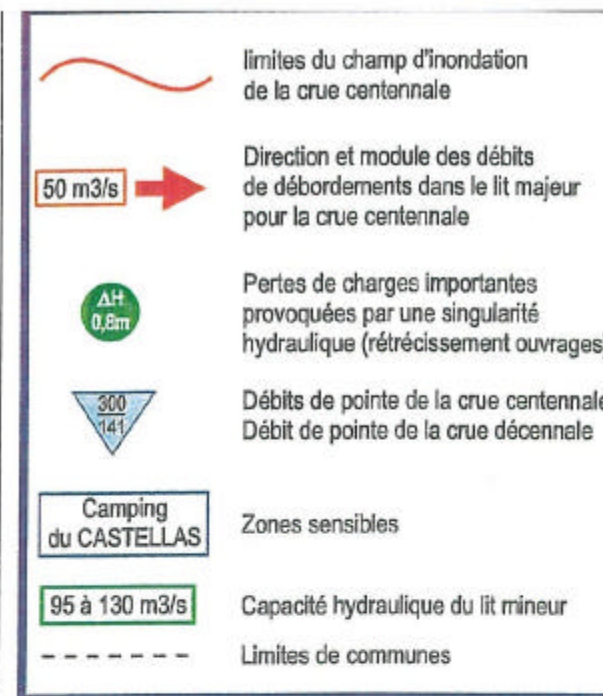 limites du champ d'inondation
de la crue centennale
50 m3/s
Direction et module des débits
de débordements dans le lit majeur
pour la crue centennale
ΔH
0,8m
Pertes de charges importantes
provoquées par une singularité
hydraulique (rétrécissement ouvrages)
300
141
Débits de pointe de la crue centennale
Débit de pointe de la crue décennale
Camping
du CASTELLAS
Zones sensibles
95 à 130 m3/s
Capacité hydraulique du lit mineur
Limites de communes